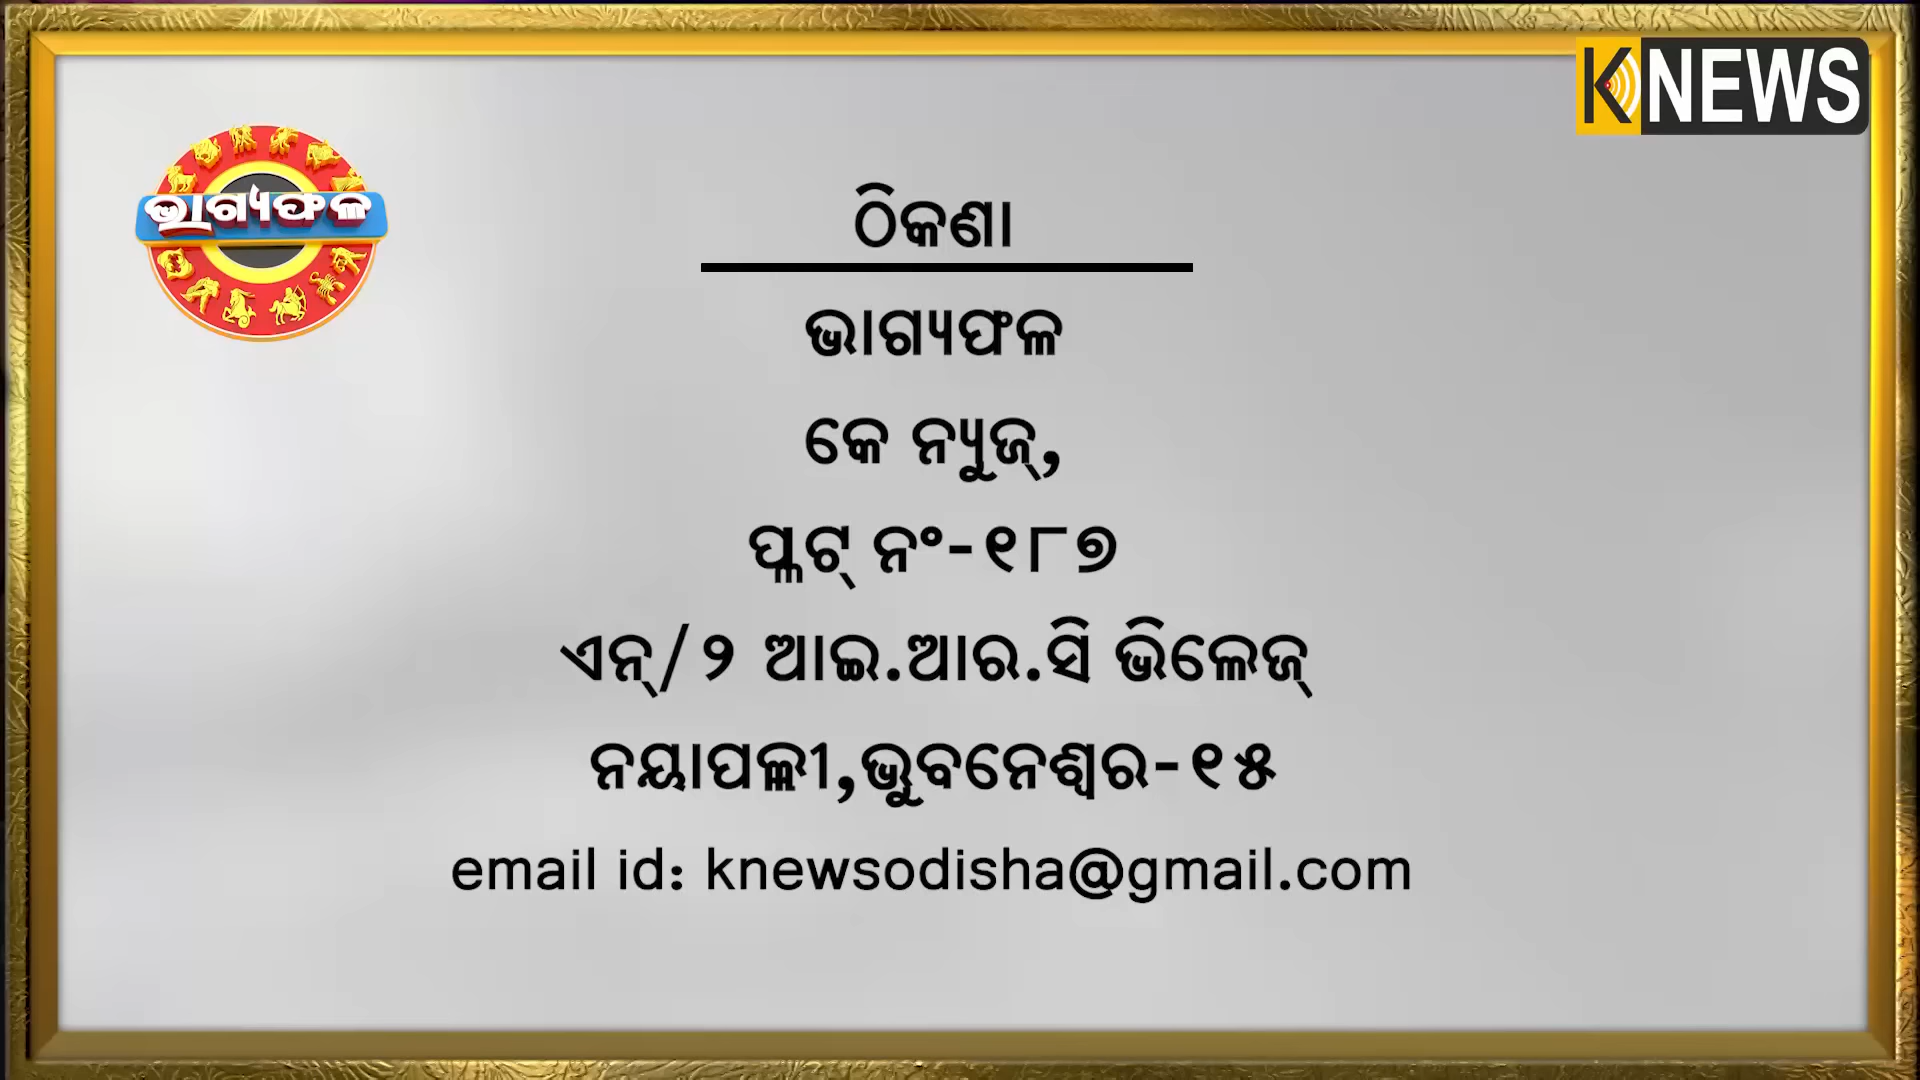 KNEWS
ଭାଗ୍ୟଫଳ
ଠିକଣା
ଭାଗ୍ୟଫଳ
କେ ନ୍ୟୁଜ୍,
ପ୍ଲଟ୍ ନଂ-୧୮୭
ଏନ୍/୨ ଆଇ.ଆର.ସି ଭିଲେଜ୍
ନୟାପଲ୍ଲୀ,ଭୁବନେଶ୍ୱର-୧୫
email id: knewsodisha@gmail.com